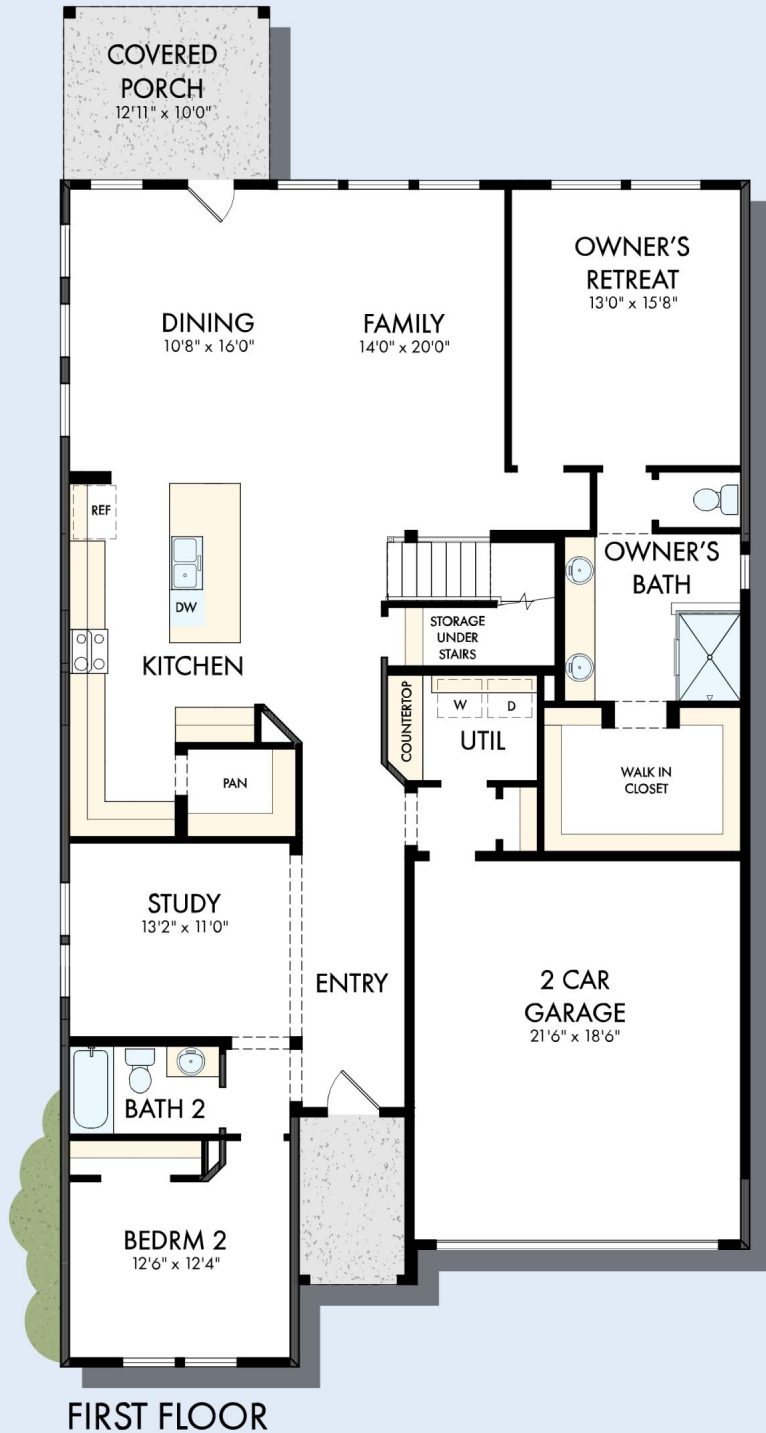 COVERED
PORCH
12'11" x 10'0"
OWNER'S
RETREAT
13'0" x 15'8"
DINING
10'8" x 16'0"
FAMILY
14'0" x 20'0"
REF
DW
KITCHEN
OWNER'S
BATH
STORAGE
UNDER
STAIRS
COUNTERTOP
W
D
UTIL
PAN
WALK IN
CLOSET
STUDY
13'2" x 11'0"
ENTRY
2 CAR
GARAGE
21'6" x 18'6"
BATH 2
BEDRM 2
12'6" x 12'4"
FIRST FLOOR